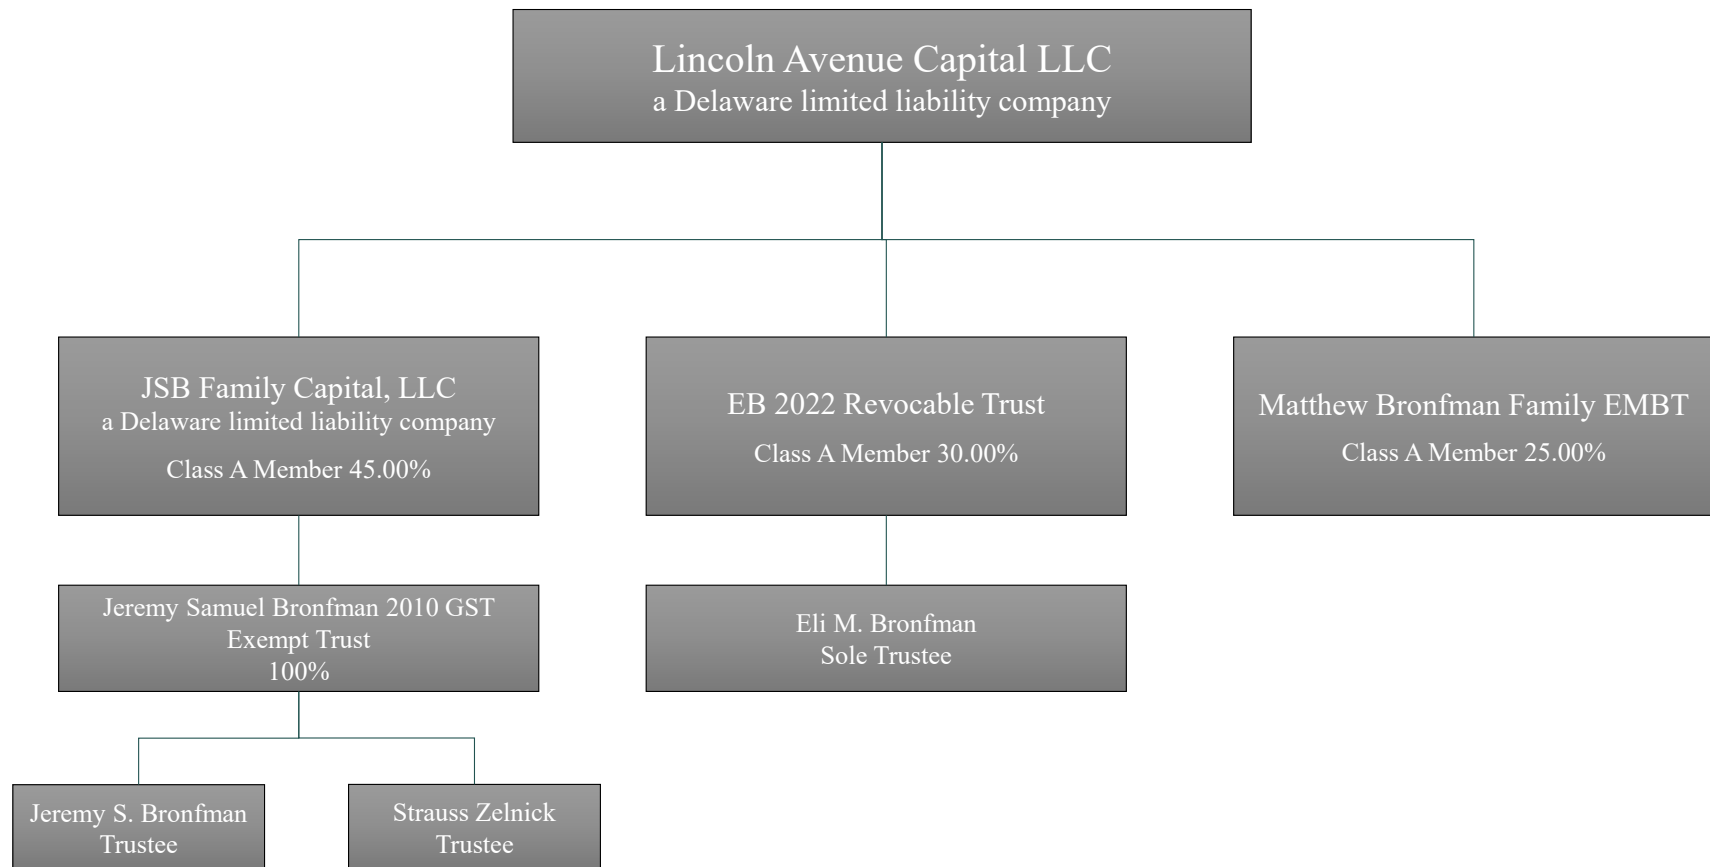 Lincoln Avenue Capital LLC
a Delaware limited liability company
JSB Family Capital, LLC
a Delaware limited liability company
Class A Member 45.00%
EB 2022 Revocable Trust
Class A Member 30.00%
Matthew Bronfman Family EMBT
Class A Member 25.00%
Jeremy Samuel Bronfman 2010 GST
Exempt Trust
100%
Eli M. Bronfman
Sole Trustee
Jeremy S. Bronfman
Trustee
Strauss Zelnick
Trustee